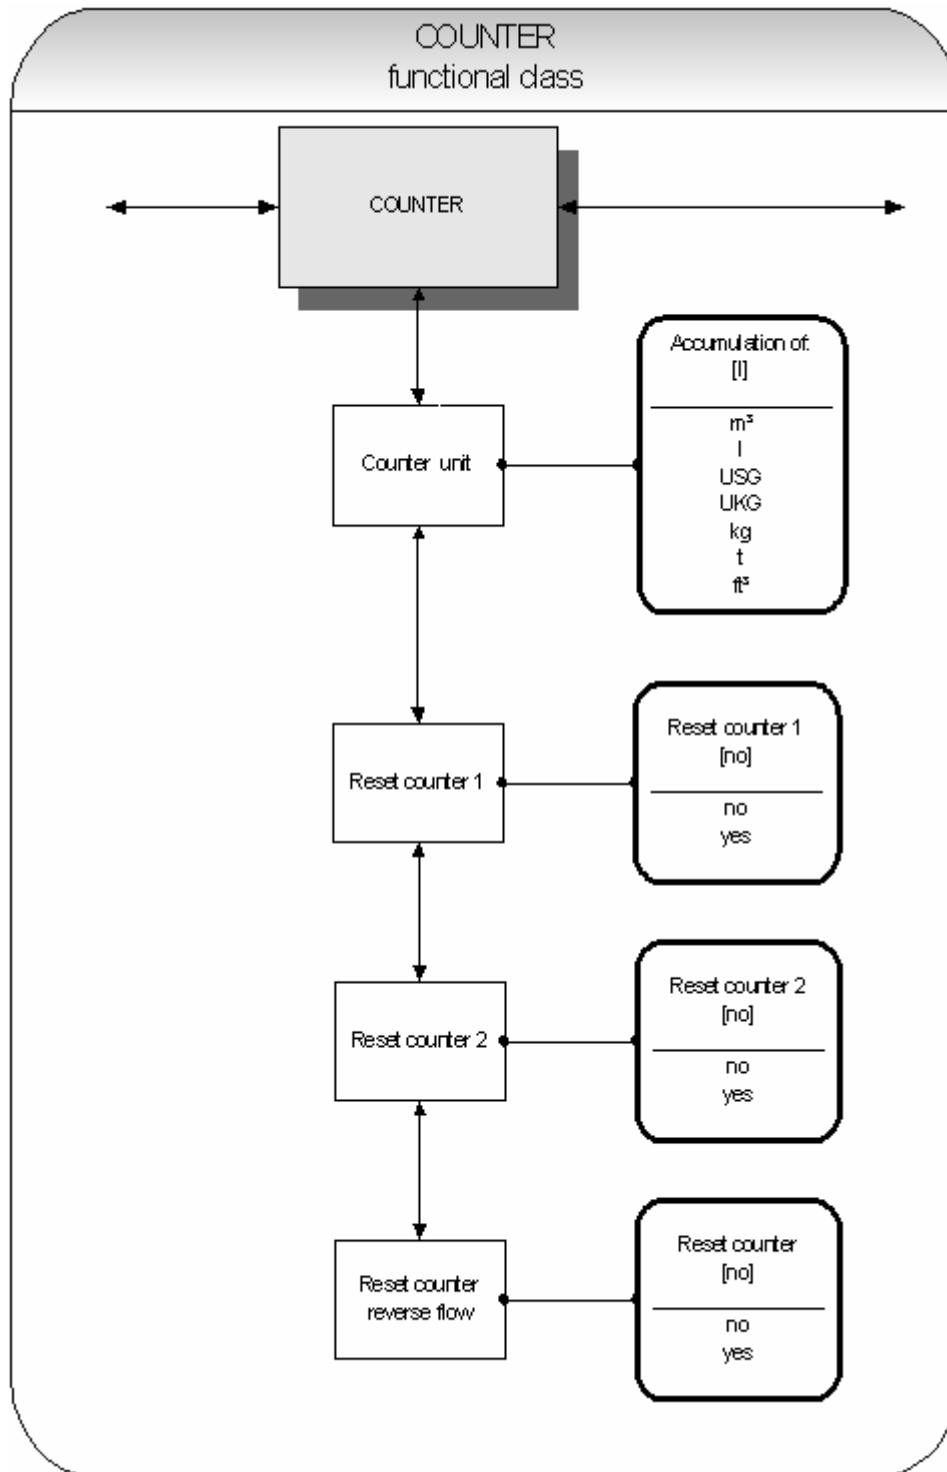 COUNTER
functional class
COUNTER
Counter unit
Accumulation of:
[l]
m³
l
USG
UKG
kg
t
ft³
Reset counter 1
Reset counter 1
[no]
no
yes
Reset counter 2
Reset counter 2
[no]
no
yes
Reset counter
reverse flow
Reset counter
[no]
no
yes